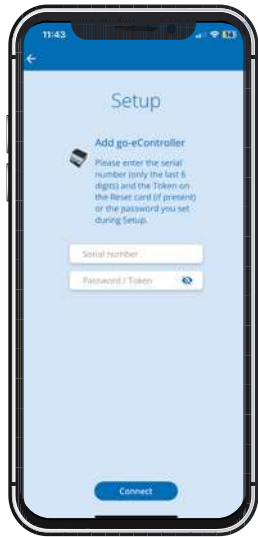 11:43
14
Setup
Add go-eController
Please enter the serial
number (only the last 6
digits) and the Token on
the Reset card (if present)
or the password you set
during Setup.
Serial number
Password / Token
Connect